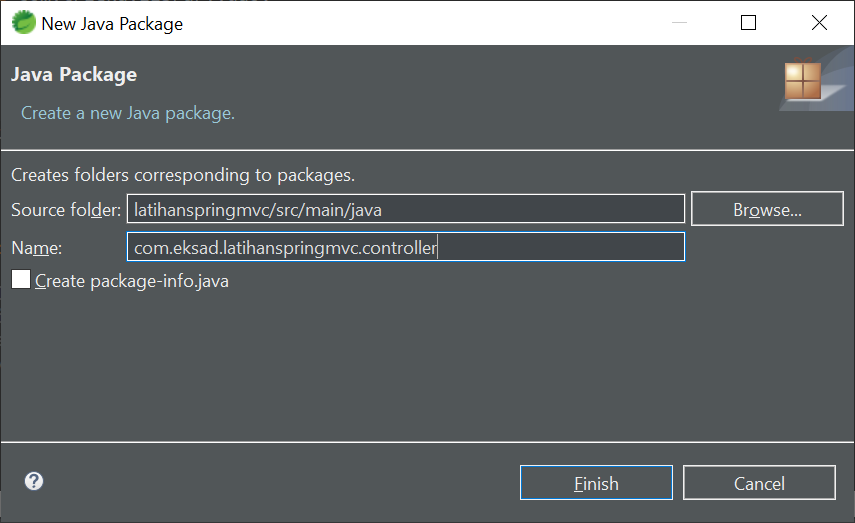 New Java Package
Java Package
Create a new Java package.
Creates folders corresponding to packages.
Source folder: latihanspringmvc/src/main/java Browse...
Name: com.eksad.latihanspringmvc.controller
Create package-info.java
? Finish Cancel